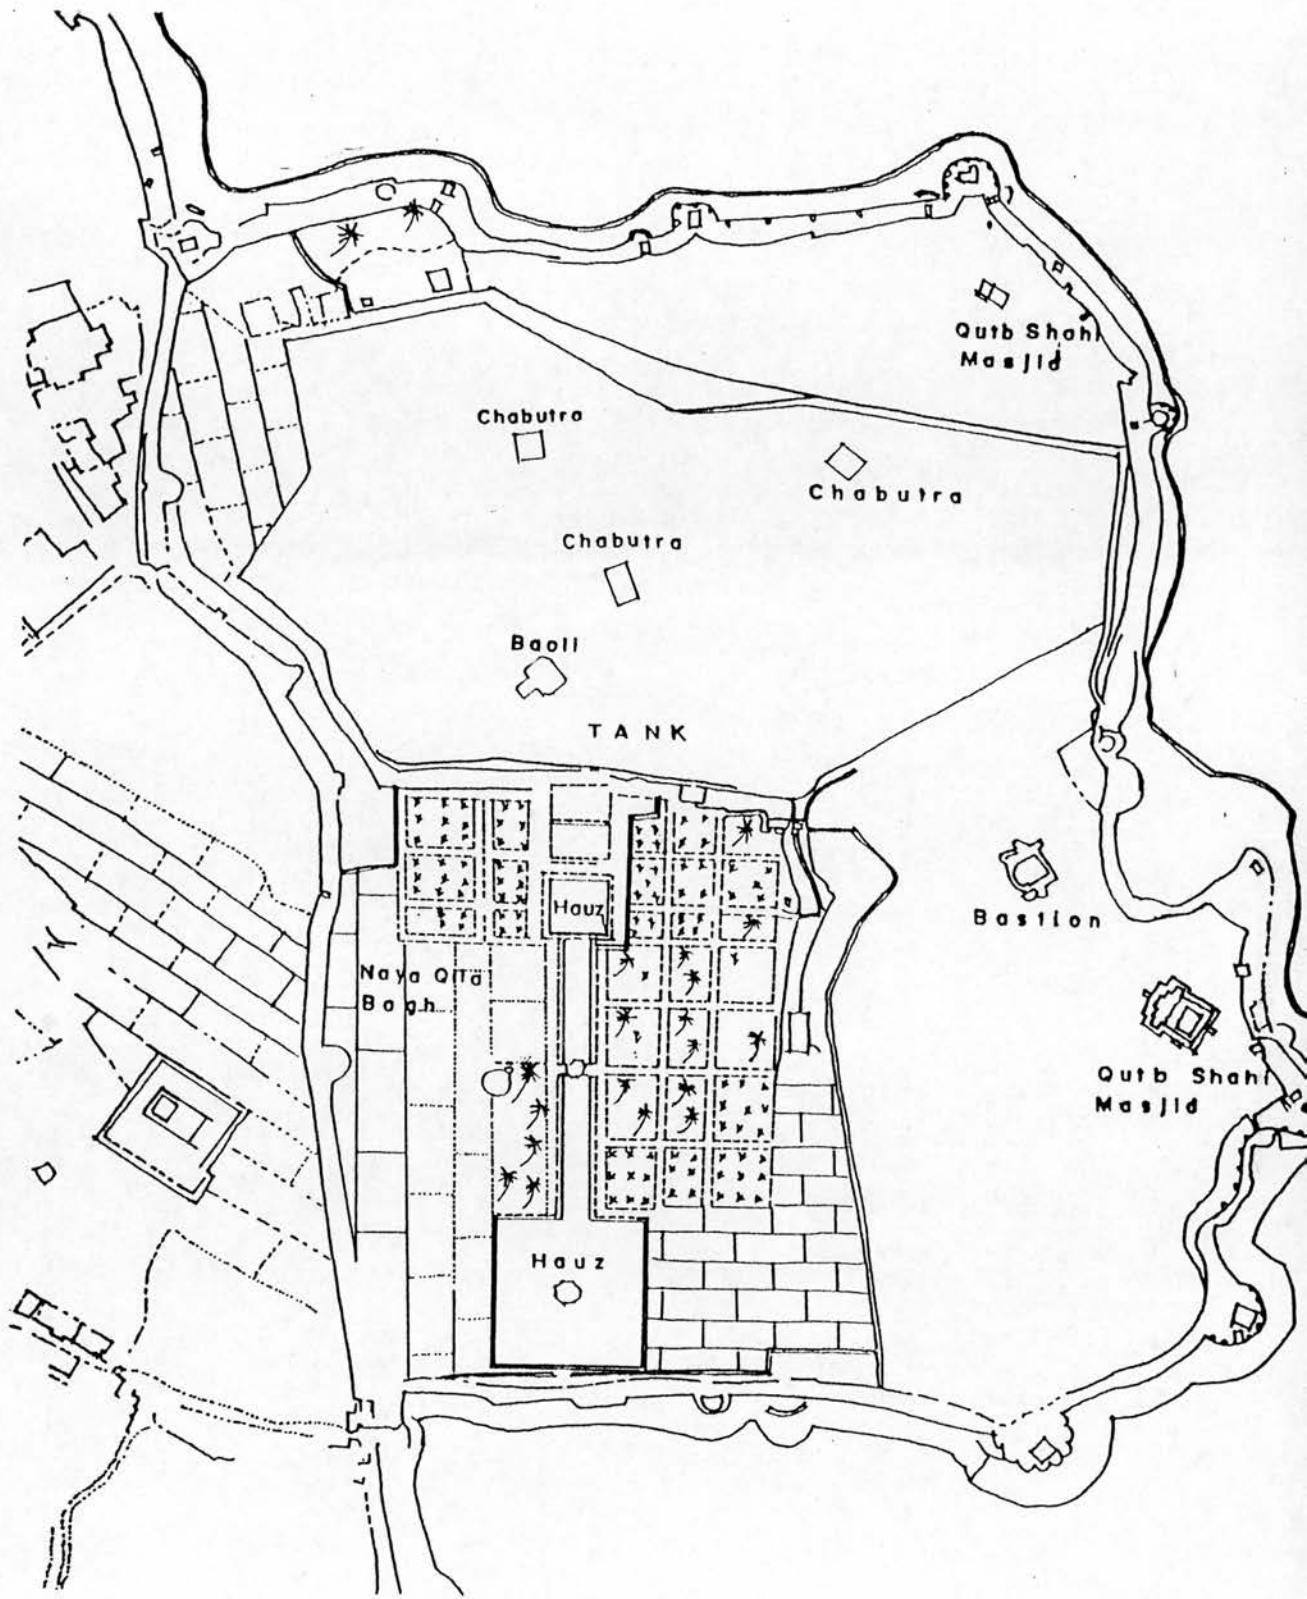 Qutb Shahi
Masjid
Chabutra
Chabutra
Chabutra
Baoli
TANK
Hauz
Bastion
Naya Qila
Bagh
Qutb Shahi
Masjid
Hauz